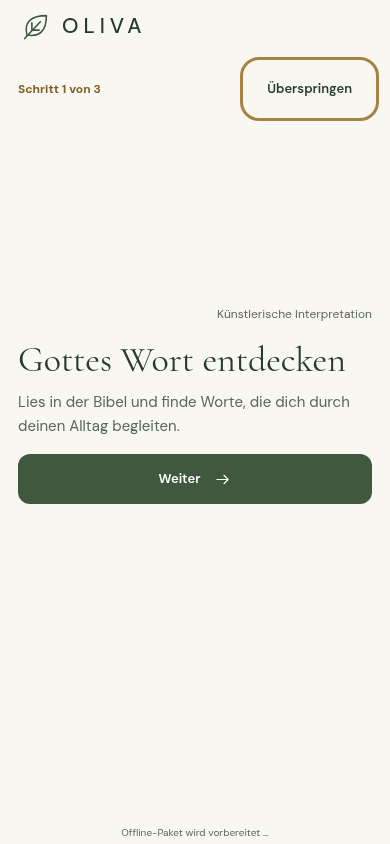 OLIVA
Schritt 1 von 3
Überspringen
Künstlerische Interpretation
Gottes Wort entdecken
Lies in der Bibel und finde Worte, die dich durch
deinen Alltag begleiten.
Weiter →
Offline-Paket wird vorbereitet …